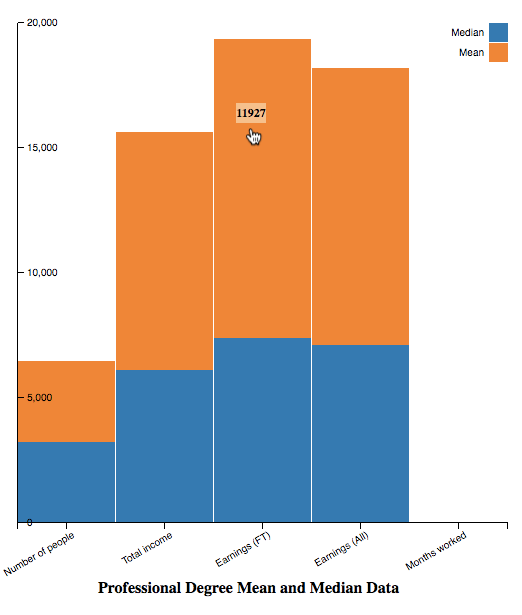 20,000
Median
Mean
11927
15,000
10,000
5,000
0
Number of people
Total income
Earnings (FT)
Earnings (All)
Months worked
Professional Degree Mean and Median Data